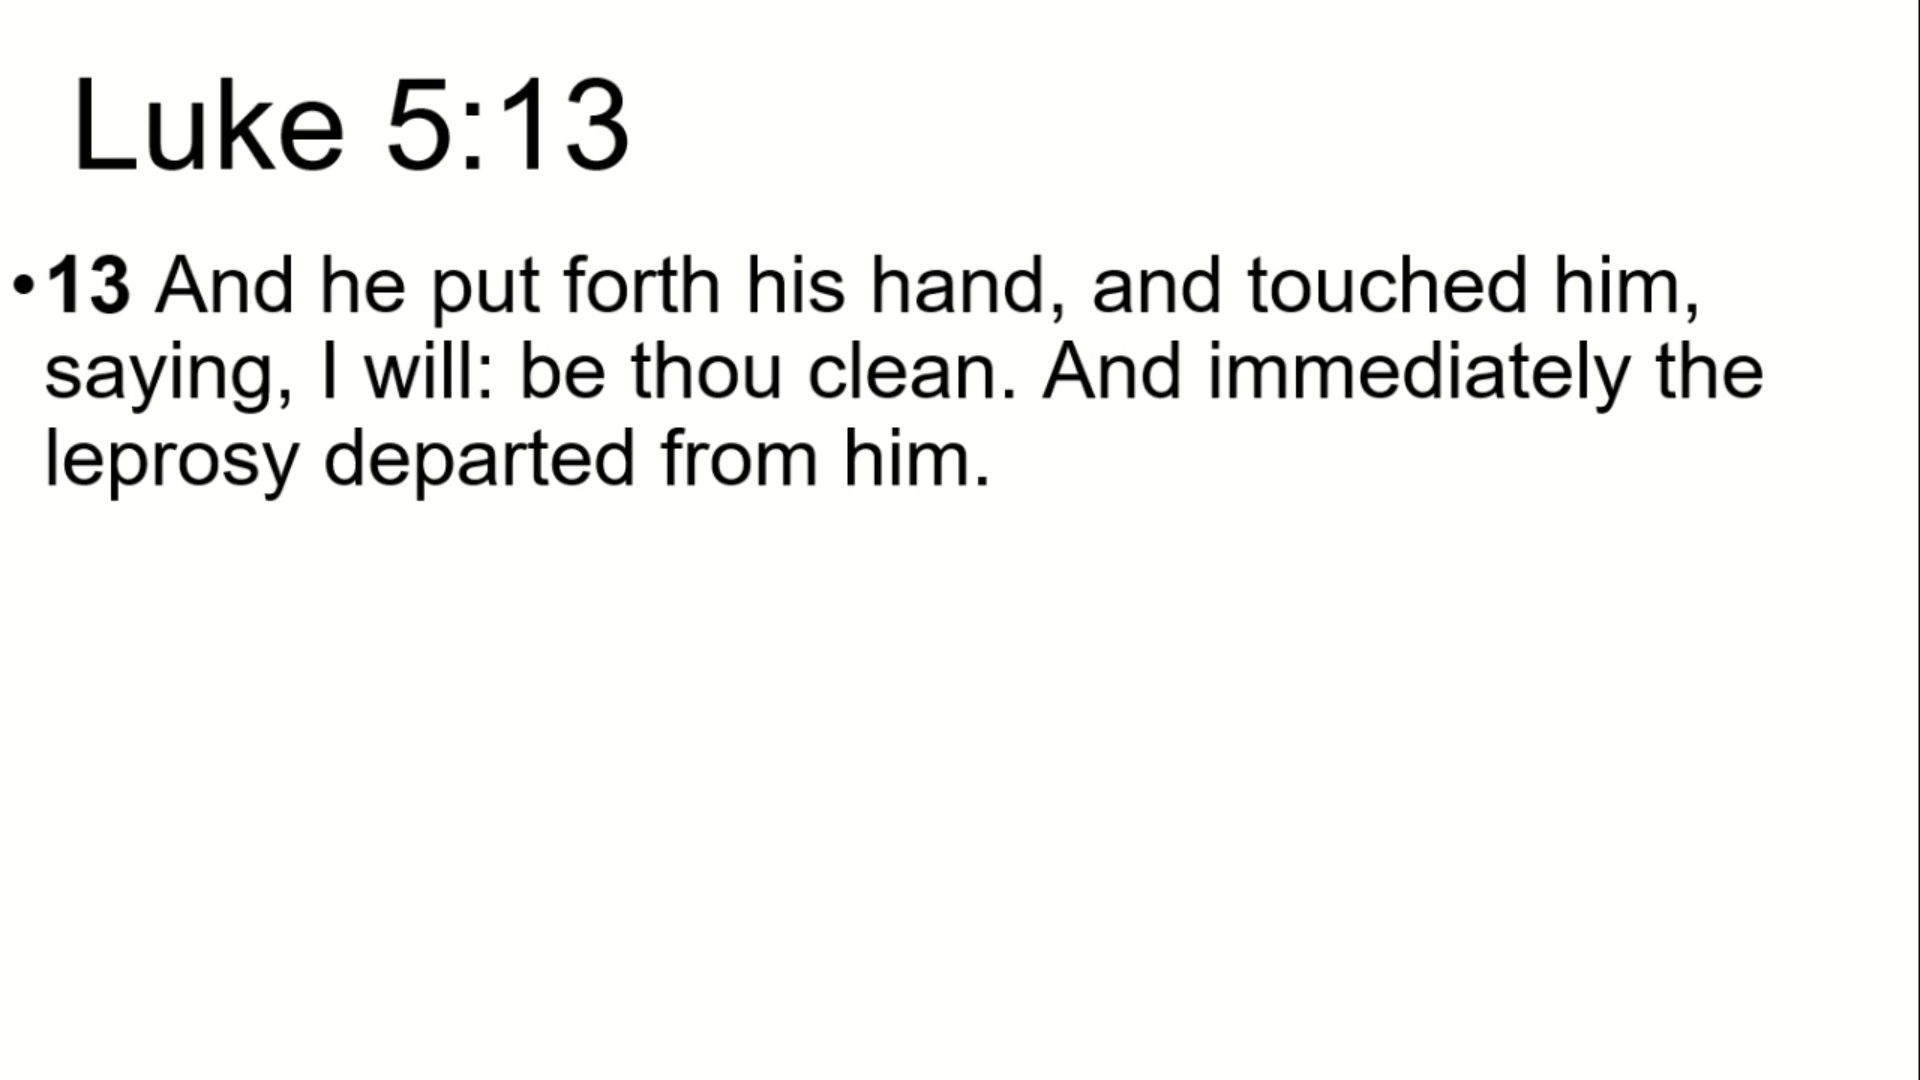 Luke 5:13
•13 And he put forth his hand, and touched him,
saying, I will: be thou clean. And immediately the
leprosy departed from him.